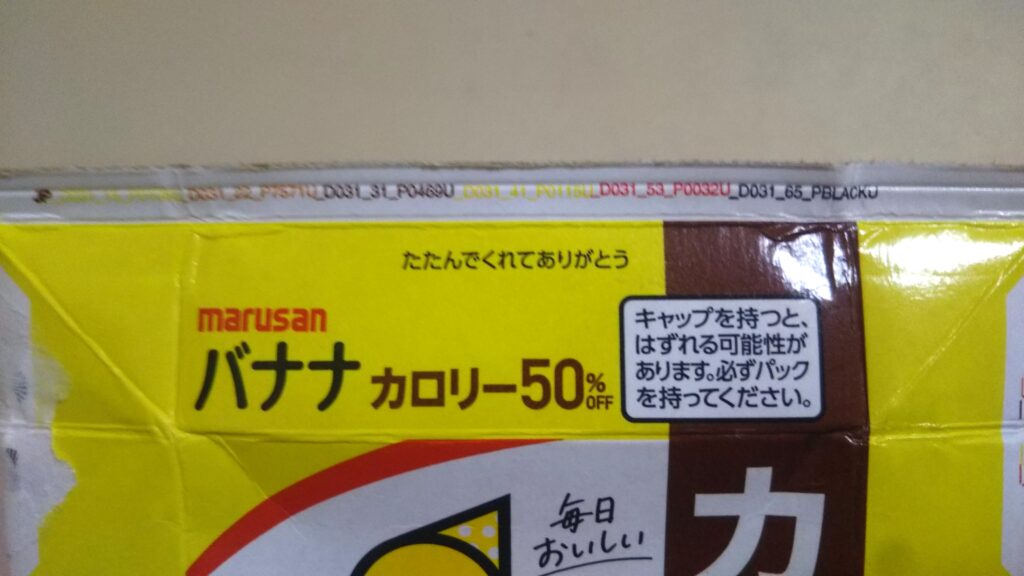 D031_22_P7571U_D031_31_P0469U_D031_41_P0115U_D031_53_P0032U_D031_65_PBLACKU
たたんでくれてありがとう
marusan
バナナ カロリー50%OFF
キャップを持つと、
はずれる可能性が
あります。必ずパック
を持ってください。
毎日
おいしい
カ